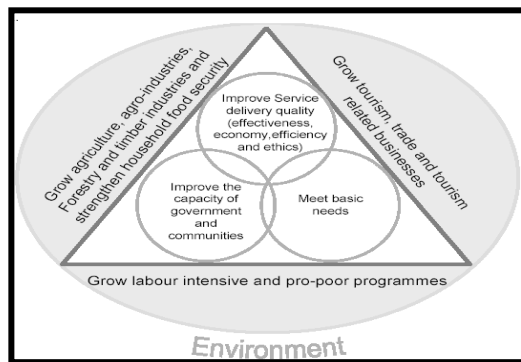 Grow agriculture, agro-industries,
Forestry and timber industries and
strengthen household food security
Grow tourism, trade and tourism
related businesses
Improve Service
delivery quality
(effectiveness,
economy,efficiency
and ethics)
Improve the
capacity of
government
and
communities
Meet basic
needs
Grow labour intensive and pro-poor programmes
Environment